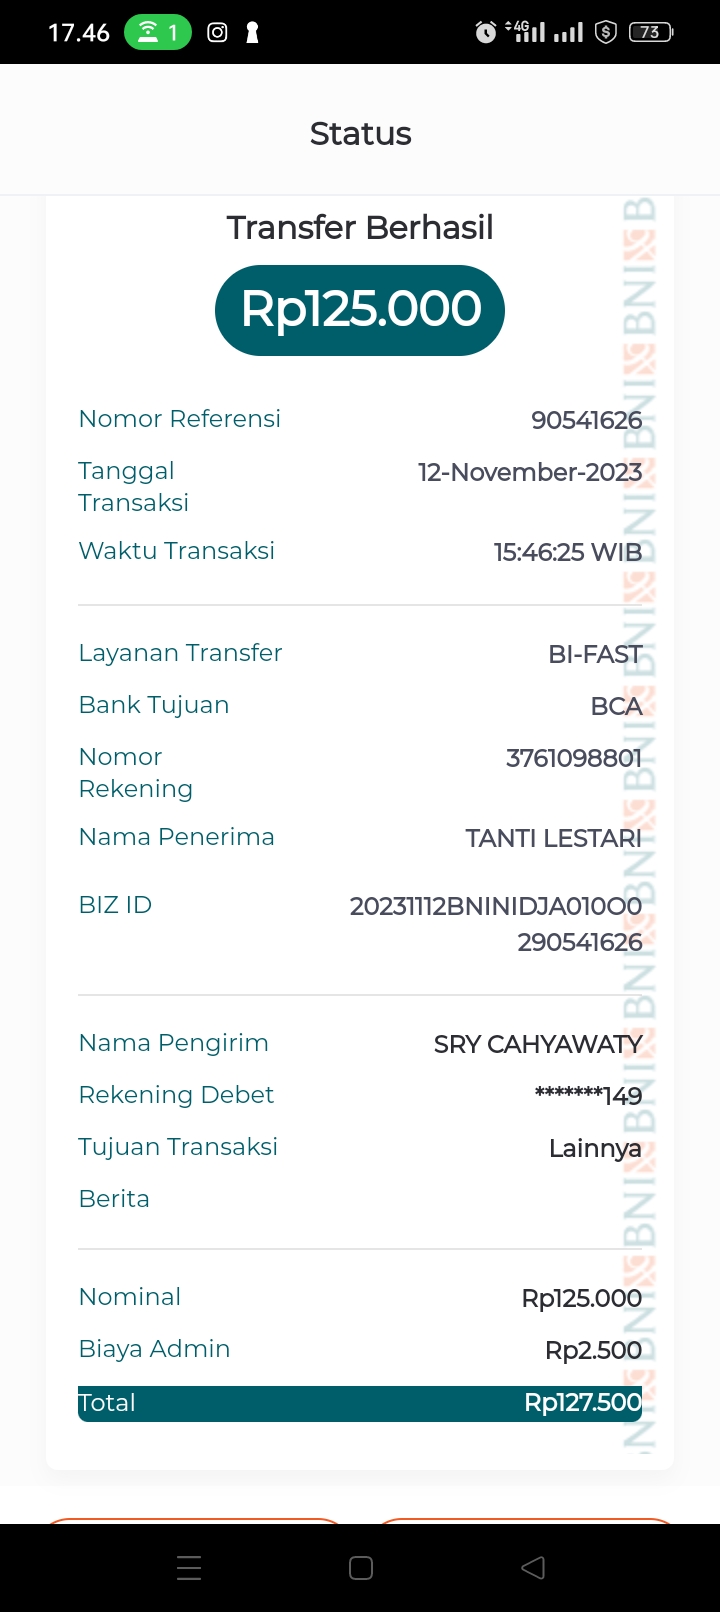 17.46
1
4G
73
Status
Transfer Berhasil
Rp125.000
Nomor Referensi 90541626
Tanggal 12-November-2023
Transaksi
Waktu Transaksi 15:46:25 WIB
Layanan Transfer BI-FAST
Bank Tujuan BCA
Nomor 3761098801
Rekening
Nama Penerima TANTI LESTARI
BIZ ID 20231112BNINIDJA010O0
290541626
Nama Pengirim SRY CAHYAWATY
Rekening Debet *******149
Tujuan Transaksi Lainnya
Berita
Nominal Rp125.000
Biaya Admin Rp2.500
Total Rp127.500
BNI BNI BNI BNI BNI BNI BNI BNI BNI BNI